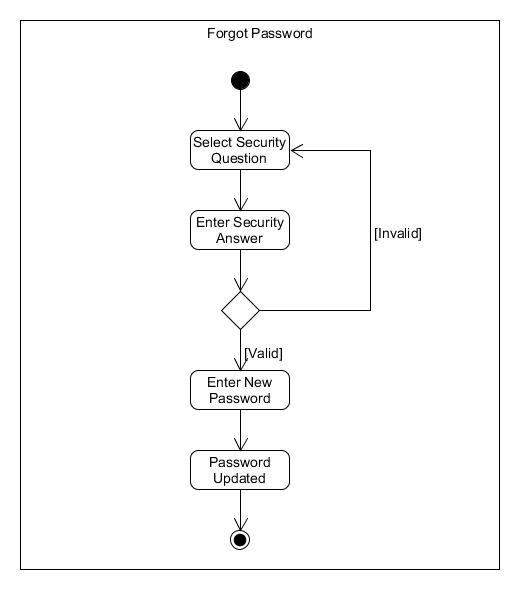 Forgot Password
Select Security
Question
Enter Security
Answer
[Invalid]
[Valid]
Enter New
Password
Password
Updated